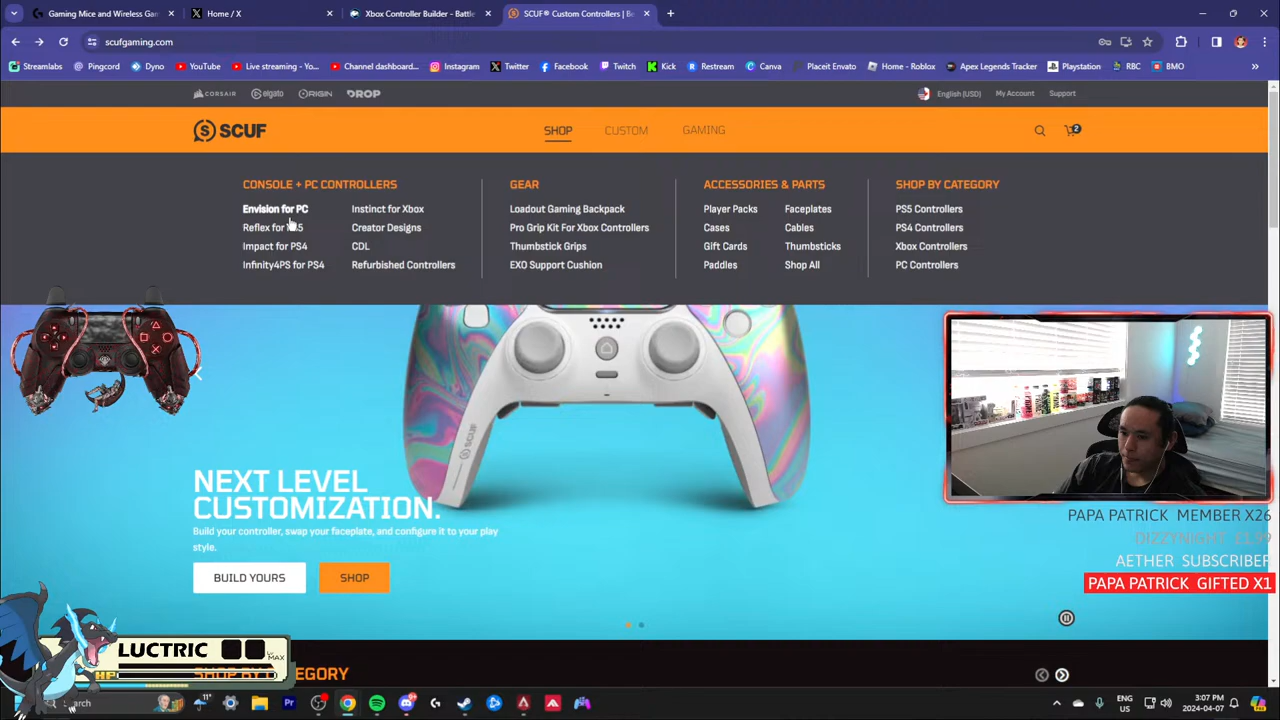 Gaming Mice and Wireless Gam
Home / X
Xbox Controller Builder - Battle
SCUF® Custom Controllers | Be
scufgaming.com
Streamlabs
Pingcord
Dyno
YouTube
Live streaming - Yo...
Channel dashboard...
Instagram
Twitter
Facebook
Twitch
Kick
Restream
Canva
Placeit Envato
Home - Roblox
Apex Legends Tracker
Playstation
RBC
BMO
CORSAIR
elgato
ORIGIN
DROP
English (USD)
My Account
Support
SCUF
SHOP
CUSTOM
GAMING
2
CONSOLE + PC CONTROLLERS
Envision for PC
Reflex for PS5
Impact for PS4
Infinity4PS for PS4
Instinct for Xbox
Creator Designs
CDL
Refurbished Controllers
GEAR
Loadout Gaming Backpack
Pro Grip Kit For Xbox Controllers
Thumbstick Grips
EXO Support Cushion
ACCESSORIES & PARTS
Player Packs
Cases
Gift Cards
Paddles
Faceplates
Cables
Thumbsticks
Shop All
SHOP BY CATEGORY
PS5 Controllers
PS4 Controllers
Xbox Controllers
PC Controllers
SCUF
NEXT LEVEL
CUSTOMIZATION.
Build your controller, swap your faceplate, and configure it to your play
style.
BUILD YOURS
SHOP
PAPA PATRICK MEMBER X26
AETHER SUBSCRIBER
PAPA PATRICK GIFTED X1
LUCTRIC
MAX
HP
SHOP BY CATEGORY
11°
ENG
US
3:07 PM
2024-04-07